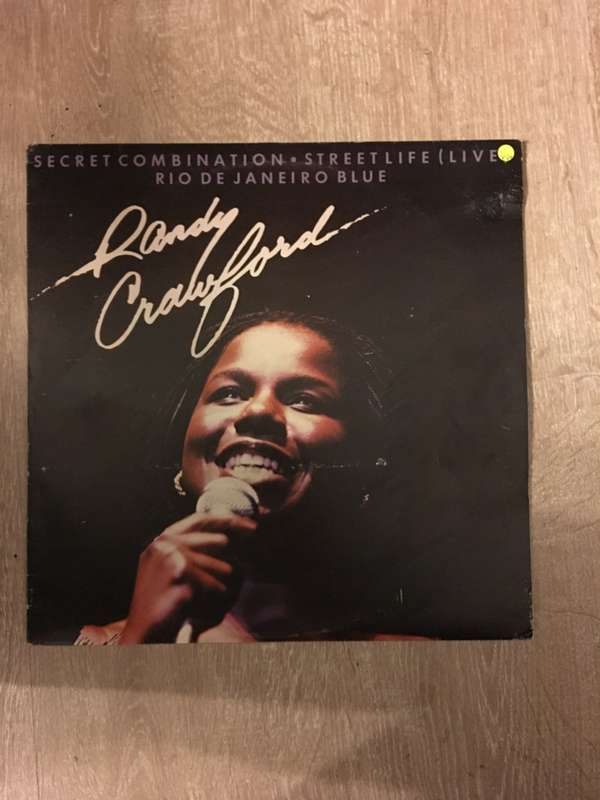 SECRET COMBINATION • STREET LIFE (LIVE
RIO DE JANEIRO BLUE
Randy
Crawford